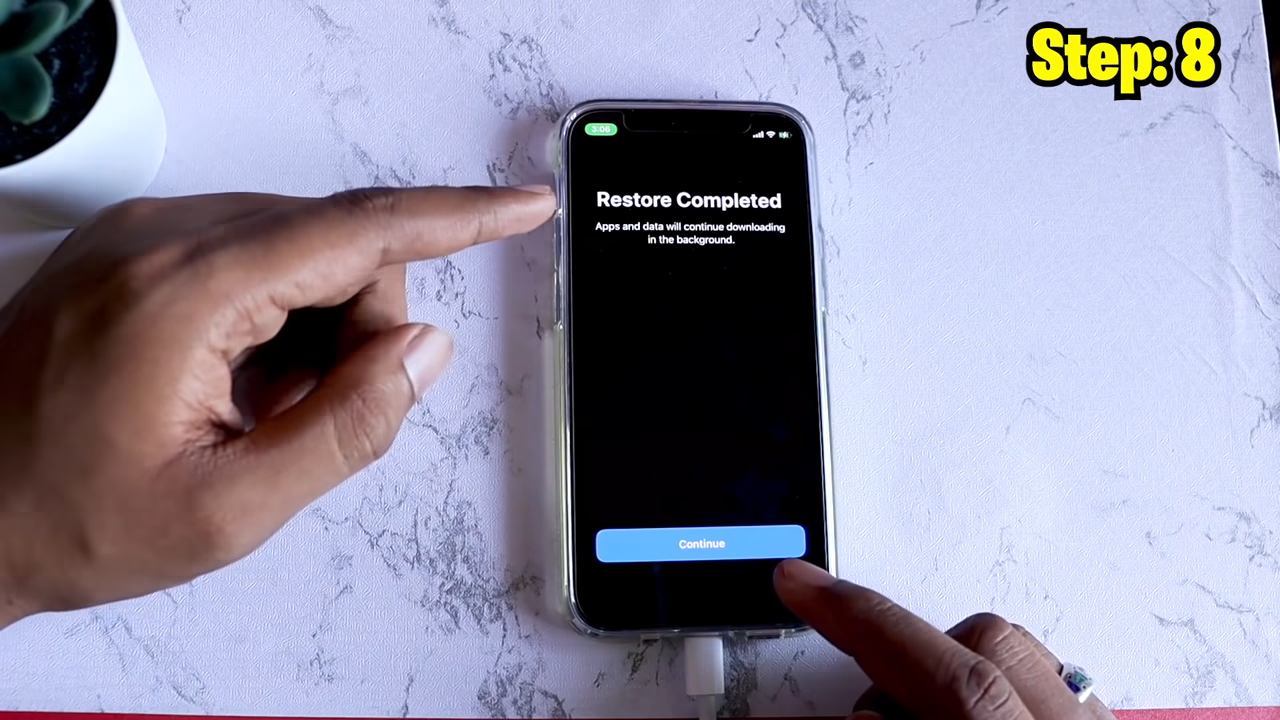 Step: 8
3:06
Restore Completed
Apps and data will continue downloading
in the background.
Continue